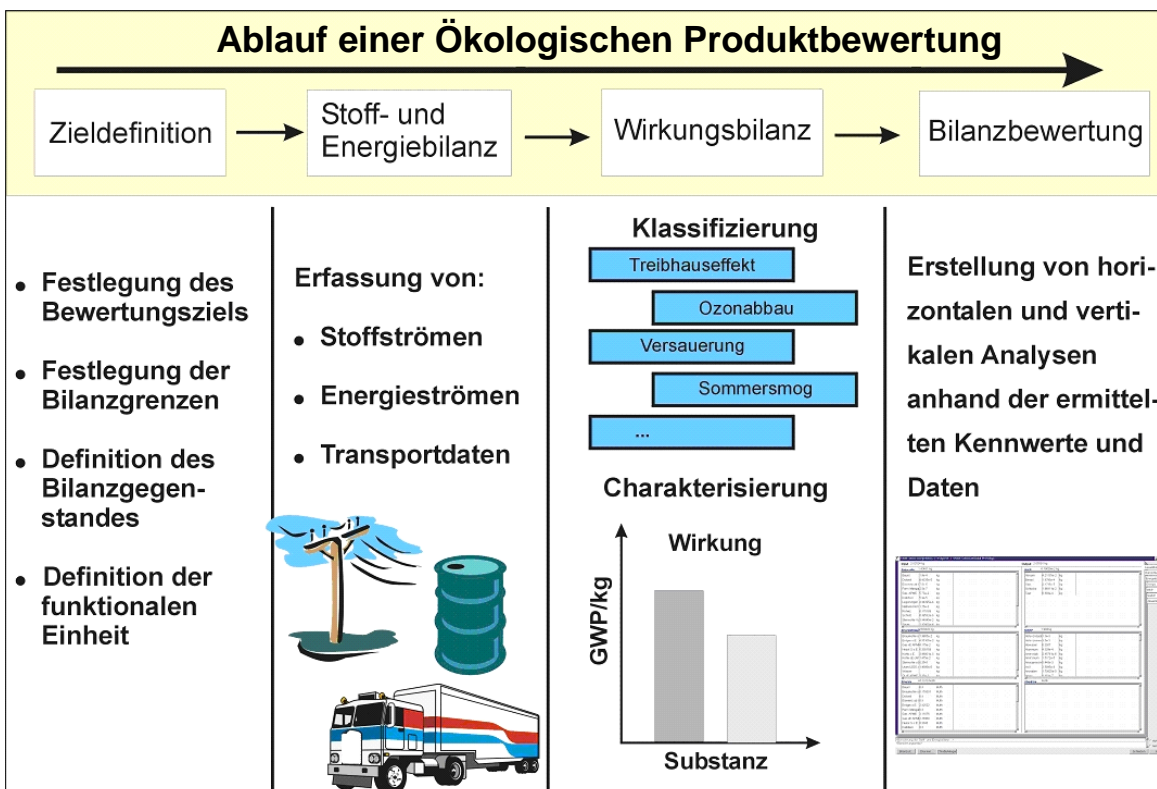 Ablauf einer Ökologischen Produktbewertung
Zieldefinition
Stoff- und
Energiebilanz
Wirkungsbilanz
Bilanzbewertung
• Festlegung des
Bewertungsziels
• Festlegung der
Bilanzgrenzen
• Definition des
Bilanzgegen-
standes
• Definition der
funktionalen
Einheit
Erfassung von:
• Stoffströmen
• Energieströmen
• Transportdaten
Klassifizierung
Treibhauseffekt
Ozonabbau
Versauerung
Sommersmog
...
Charakterisierung
Wirkung
GWP/kg
Substanz
Erstellung von hori-
zontalen und verti-
kalen Analysen
anhand der ermittel-
ten Kennwerte und
Daten